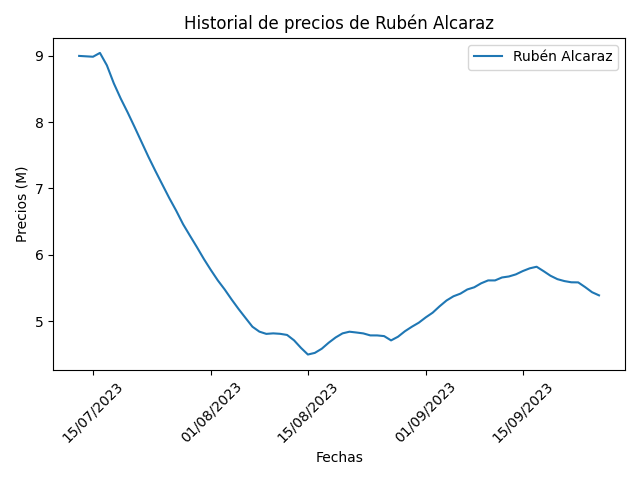 Historial de precios de Rubén Alcaraz
Rubén Alcaraz
Precios (M)
9
8
7
6
5
15/07/2023
01/08/2023
15/08/2023
01/09/2023
15/09/2023
Fechas